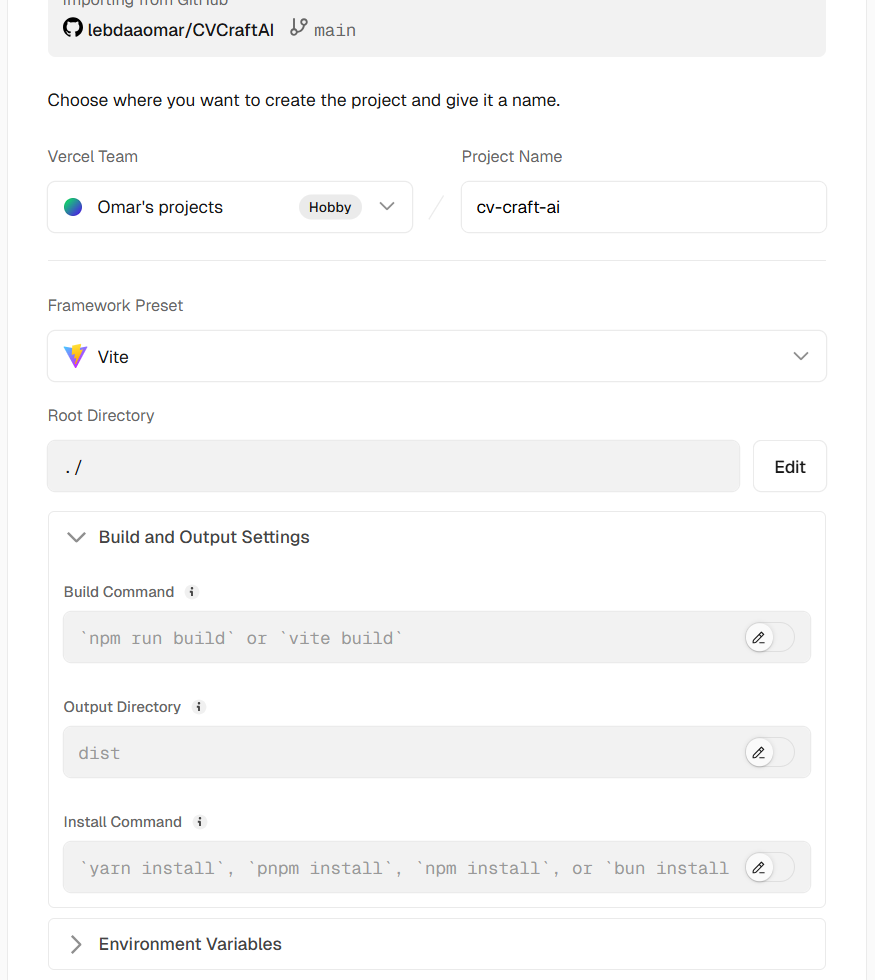 Importing from GitHub
lebdaaomar/CVCraftAI main
Choose where you want to create the project and give it a name.
Vercel Team
Project Name
Omar's projects
Hobby
/
cv-craft-ai
Framework Preset
Vite
Root Directory
./
Edit
Build and Output Settings
Build Command
`npm run build` or `vite build`
Output Directory
dist
Install Command
`yarn install`, `pnpm install`, `npm install`, or `bun install
Environment Variables